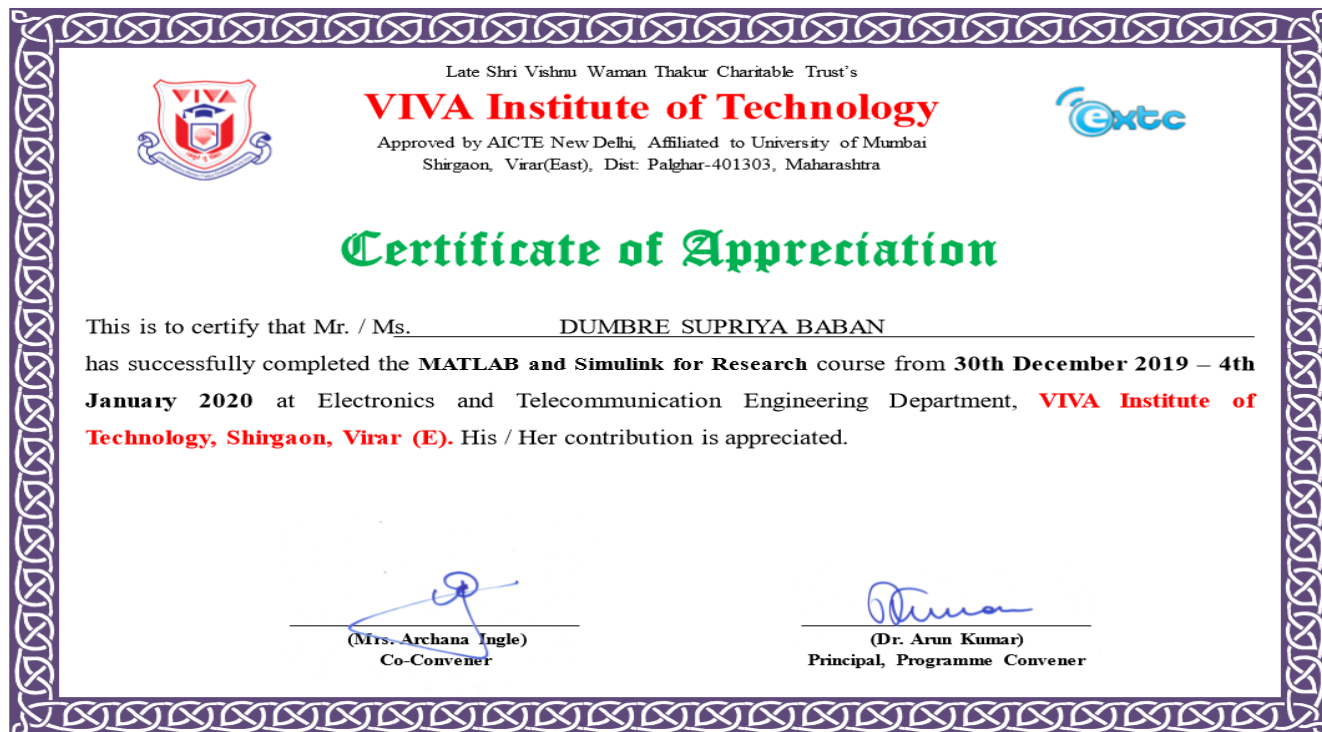 Late Shri Vishnu Waman Thakur Charitable Trust's
VIVA
VIVA Institute of Technology
extc
Approved by AICTE New Delhi, Affiliated to University of Mumbai
Shirgaon, Virar(East), Dist: Palghar-401303, Maharashtra
Certificate of Appreciation
This is to certify that Mr. / Ms. DUMBRE SUPRIYA BABAN
has successfully completed the MATLAB and Simulink for Research course from 30th December 2019 – 4th
January 2020 at Electronics and Telecommunication Engineering Department, VIVA Institute of
Technology, Shirgaon, Virar (E). His / Her contribution is appreciated.
(Mrs. Archana Ingle)
Co-Convener
(Dr. Arun Kumar)
Principal, Programme Convener